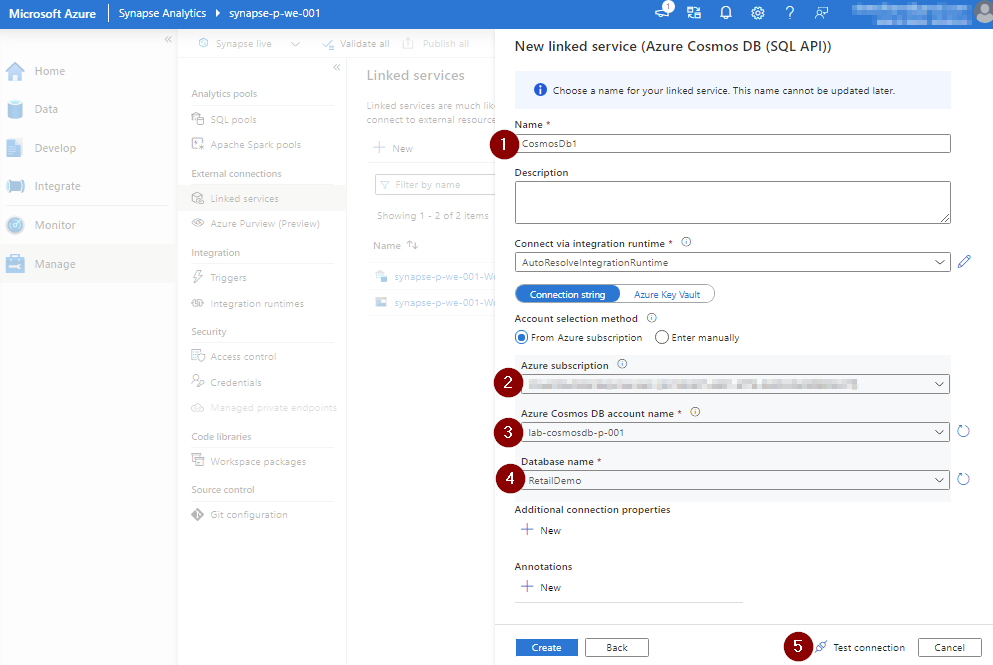 Microsoft Azure
Synapse Analytics
synapse-p-we-001
1
Home
Data
Develop
Integrate
Monitor
Manage
Synapse live
Validate all
Publish all
Analytics pools
SQL pools
Apache Spark pools
External connections
Linked services
Azure Purview (Preview)
Integration
Triggers
Integration runtimes
Security
Access control
Credentials
Managed private endpoints
Code libraries
Workspace packages
Source control
Git configuration
Linked services
Linked services are much
connect to external resource
New
Filter by name
Showing 1 - 2 of 2 items
Name
synapse-p-we-001-W
synapse-p-we-001-W
New linked service (Azure Cosmos DB (SQL API))
Choose a name for your linked service. This name cannot be updated later.
Name *
1
CosmosDb1
Description
Connect via integration runtime *
AutoResolveIntegrationRuntime
Connection string
Azure Key Vault
Account selection method
From Azure subscription
Enter manually
Azure subscription
2
Azure Cosmos DB account name *
3
lab-cosmosdb-p-001
Database name *
4
RetailDemo
Additional connection properties
New
Annotations
New
Create
Back
5
Test connection
Cancel